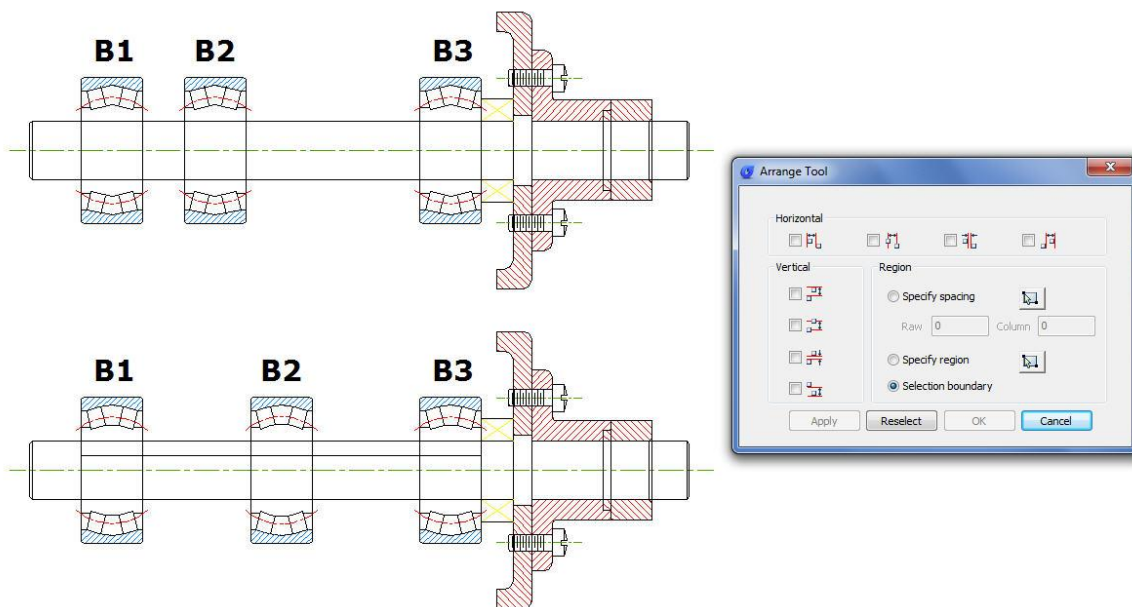 B1 B2 B3
B1 B2 B3
Arrange Tool
Horizontal
Vertical
Region
Specify spacing
Raw 0 Column 0
Specify region
Selection boundary
Apply Reselect OK Cancel